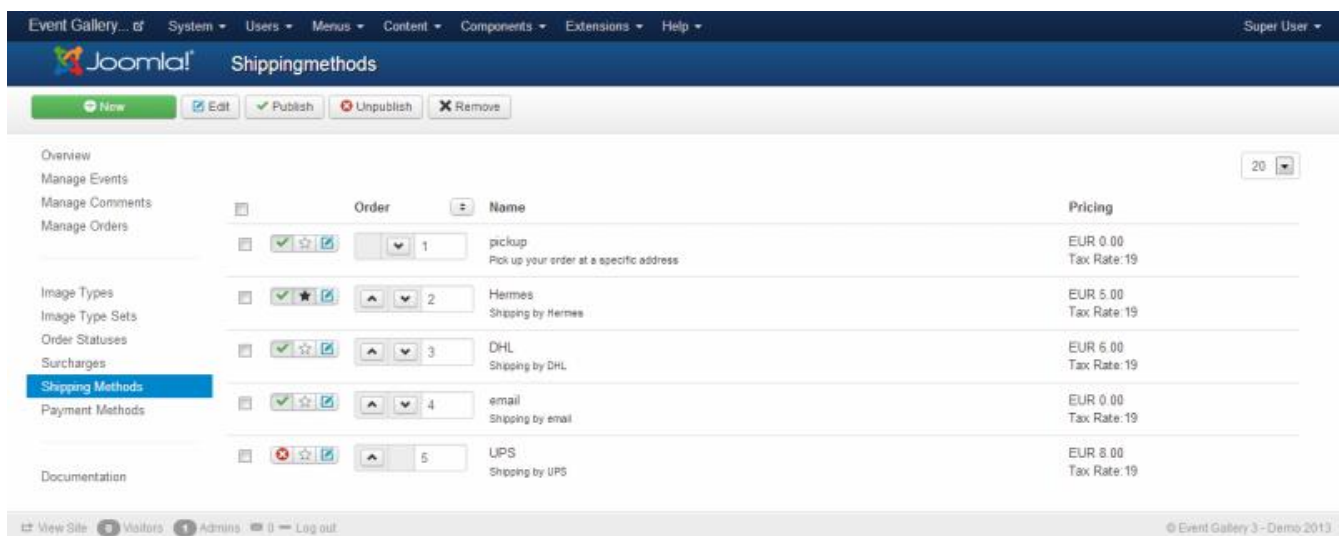 Event Gallery... System Users Menus Content Components Extensions Help Super User
Joomla! Shippingmethods
New Edit Publish Unpublish Remove
Overview
Manage Events
Manage Comments
Manage Orders
Image Types
Image Type Sets
Order Statuses
Surcharges
Shipping Methods
Payment Methods
Documentation
20
Order Name Pricing
1 pickup EUR 0.00
Pick up your order at a specific address Tax Rate:19
2 Hermes EUR 5.00
Shipping by Hermes Tax Rate:19
3 DHL EUR 6.00
Shipping by DHL Tax Rate:19
4 email EUR 0.00
Shipping by email Tax Rate:19
5 UPS EUR 8.00
Shipping by UPS Tax Rate:19
View Site Visitors 1 Admins 0 Log out © Event Gallery 3 - Demo 2013